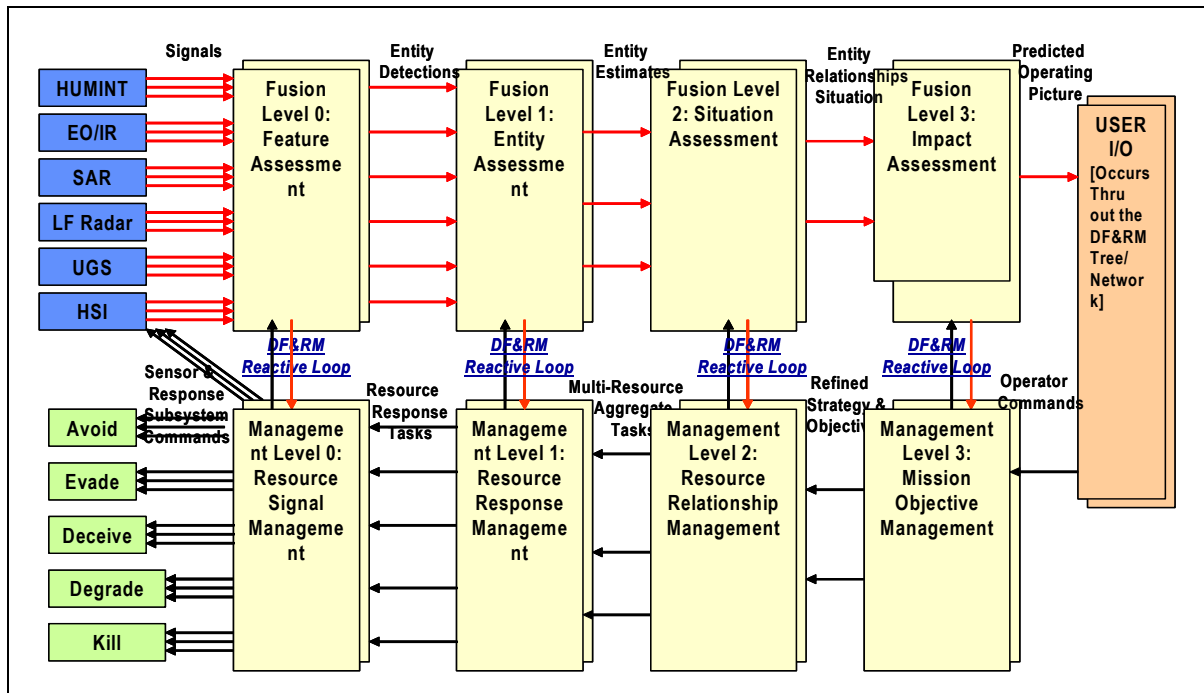 Signals
Entity
Detections
Entity
Estimates
Entity
Relationships
Situation
Predicted
Operating
Picture
HUMINT
EO/IR
SAR
LF Radar
UGS
HSI
Fusion
Level 0:
Feature
Assessme
nt
Fusion
Level 1:
Entity
Assessme
nt
Fusion Level
2: Situation
Assessment
Fusion
Level 3:
Impact
Assessment
USER
I/O
[Occurs
Thru
out the
DF&RM
Tree/
Networ
k]
DF&RM
Reactive Loop
DF&RM
Reactive Loop
DF&RM
Reactive Loop
DF&RM
Reactive Loop
Sensor &
Response
Subsystem
Commands
Resource
Response
Tasks
Multi-Resource
Aggregate
Tasks
Refined
Strategy &
Objective
Operator
Commands
Avoid
Evade
Deceive
Degrade
Kill
Manageme
nt Level 0:
Resource
Signal
Manageme
nt
Manageme
nt Level 1:
Resource
Response
Manageme
nt
Management
Level 2:
Resource
Relationship
Management
Management
Level 3:
Mission
Objective
Management